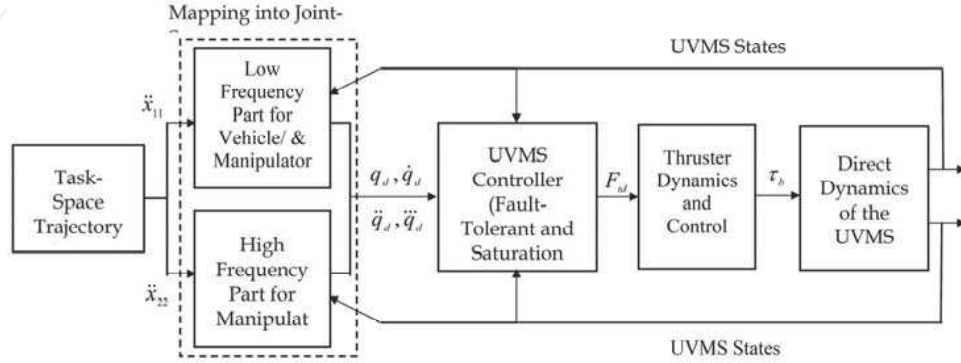 Mapping into Joint-
UVMS States
Low
Frequency
Part for
Vehicle/ &
Manipulator
ẍ₁₁
Task-
Space
Trajectory
q_d , q̇_d
q̈_d , q⃛_d
UVMS
Controller
(Fault-
Tolerant and
Saturation
F_td
Thruster
Dynamics
and
Control
τ_b
Direct
Dynamics
of the
UVMS
High
Frequency
Part for
Manipulat
ẍ₂₂
UVMS States